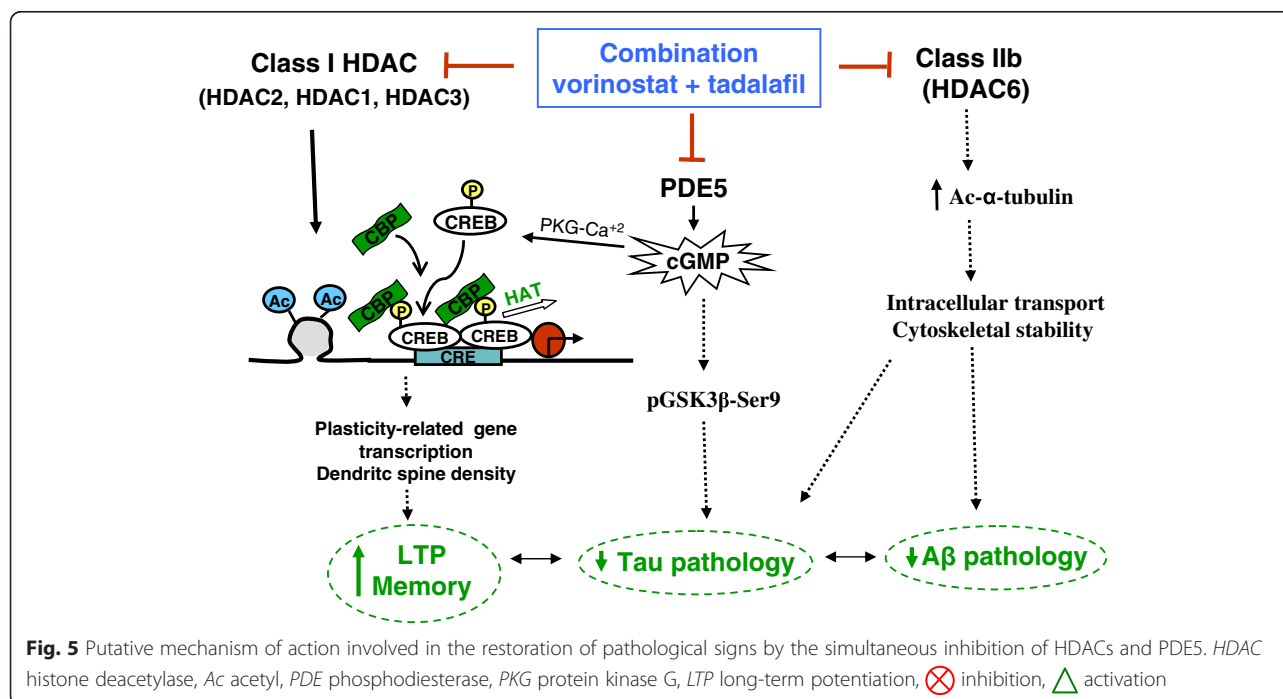 Combination
vorinostat + tadalafil
Class I HDAC
(HDAC2, HDAC1, HDAC3)
Class IIb
(HDAC6)
PDE5
Ac-α-tubulin
P
CREB
CBP
PKG-Ca+2
cGMP
Ac
Ac
CBP
P
CBP
P
HAT
CREB
CREB
CRE
Intracellular transport
Cytoskeletal stability
pGSK3β-Ser9
Plasticity-related gene
transcription
Dendritc spine density
LTP
Memory
Tau pathology
Aβ pathology
Fig. 5 Putative mechanism of action involved in the restoration of pathological signs by the simultaneous inhibition of HDACs and PDE5. HDAC
histone deacetylase, Ac acetyl, PDE phosphodiesterase, PKG protein kinase G, LTP long-term potentiation, inhibition, activation